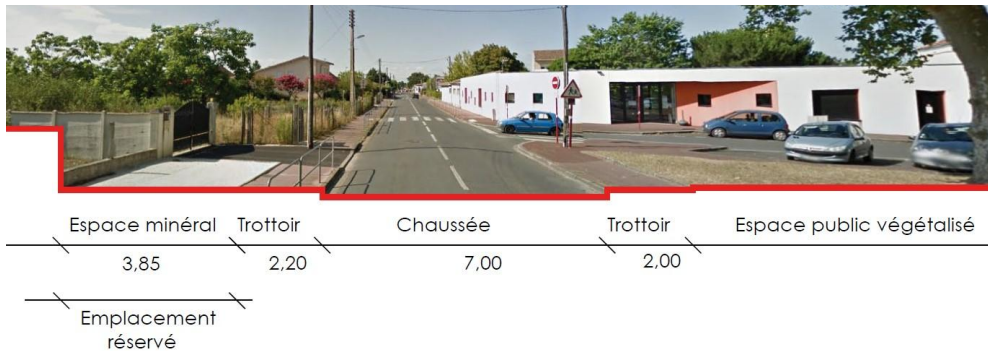 Espace minéral Trottoir Chaussée Trottoir Espace public végétalisé
3,85 2,20 7,00 2,00
Emplacement
réservé